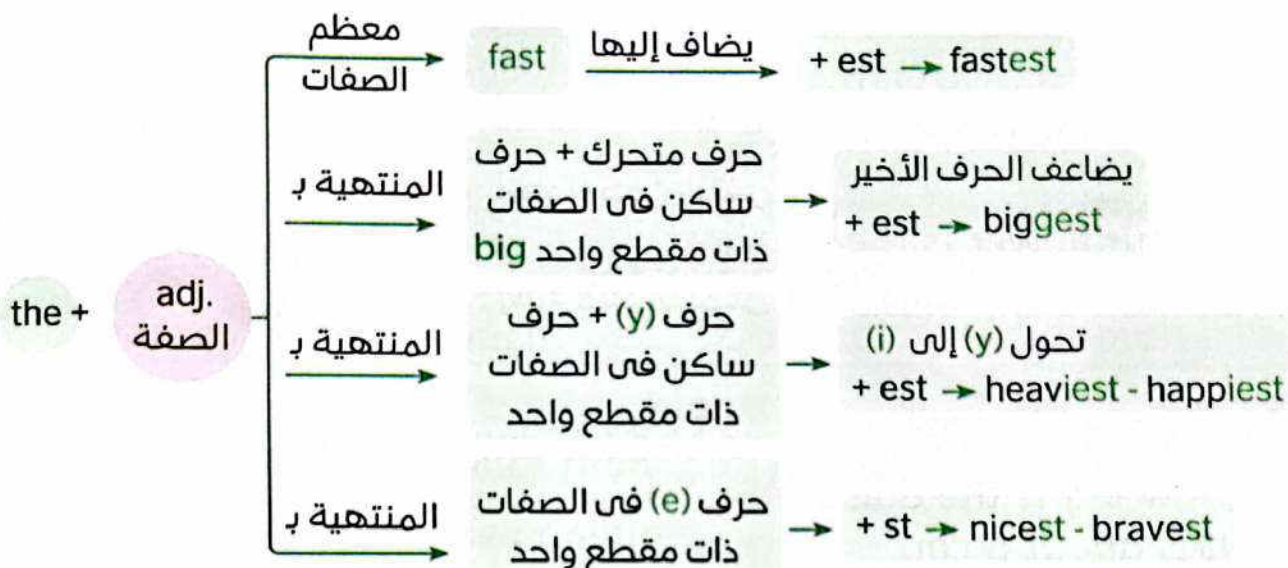 معظم
الصفات
fast
يضاف إليها
+ est → fastest
المنتهية بـ
حرف متحرك + حرف
ساكن فى الصفات
ذات مقطع واحد big
يضاعف الحرف الأخير
+ est → biggest
the +
adj.
الصفة
المنتهية بـ
حرف (y) + حرف
ساكن فى الصفات
ذات مقطع واحد
تحول (y) إلى (i)
+ est → heaviest - happiest
المنتهية بـ
حرف (e) فى الصفات
ذات مقطع واحد
+ st → nicest - bravest